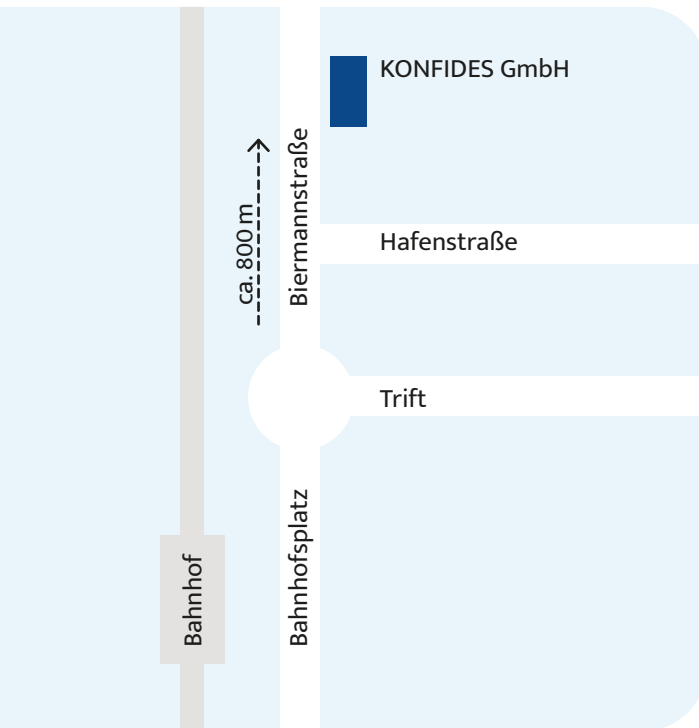 KONFIDES GmbH
Biermannstraße
ca. 800 m
Hafenstraße
Trift
Bahnhofsplatz
Bahnhof